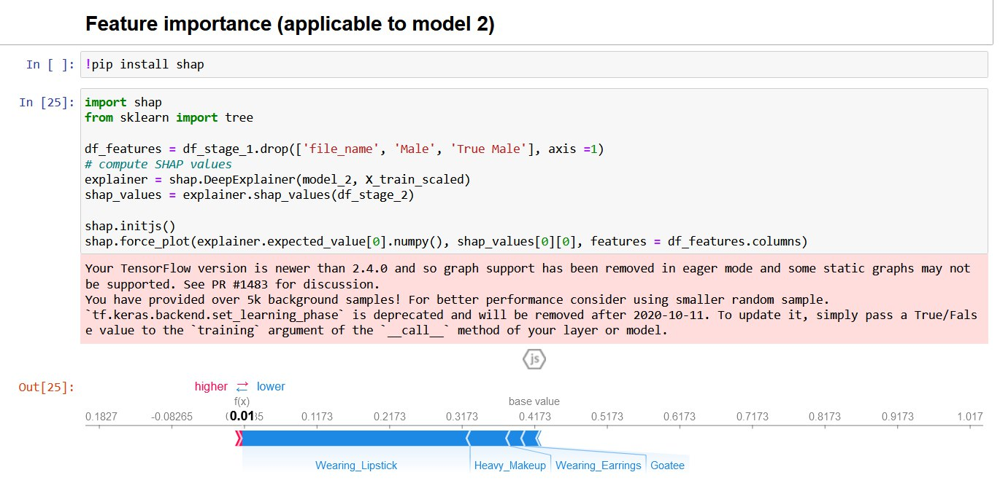 Feature importance (applicable to model 2)
In [ ]: !pip install shap
In [25]: import shap
from sklearn import tree
df_features = df_stage_1.drop(['file_name', 'Male', 'True Male'], axis =1)
# compute SHAP values
explainer = shap.DeepExplainer(model_2, X_train_scaled)
shap_values = explainer.shap_values(df_stage_2)
shap.initjs()
shap.force_plot(explainer.expected_value[0].numpy(), shap_values[0][0], features = df_features.columns)
Your TensorFlow version is newer than 2.4.0 and so graph support has been removed in eager mode and some static graphs may not
be supported. See PR #1483 for discussion.
You have provided over 5k background samples! For better performance consider using smaller random sample.
`tf.keras.backend.set_learning_phase` is deprecated and will be removed after 2020-10-11. To update it, simply pass a True/Fals
e value to the `training` argument of the `__call__` method of your layer or model.
js
Out[25]: higher ⇄ lower
f(x) base value
0.1827 -0.08265 0.01 0.1173 0.2173 0.3173 0.4173 0.5173 0.6173 0.7173 0.8173 0.9173 1.017
Wearing_Lipstick Heavy_Makeup Wearing_Earrings Goatee